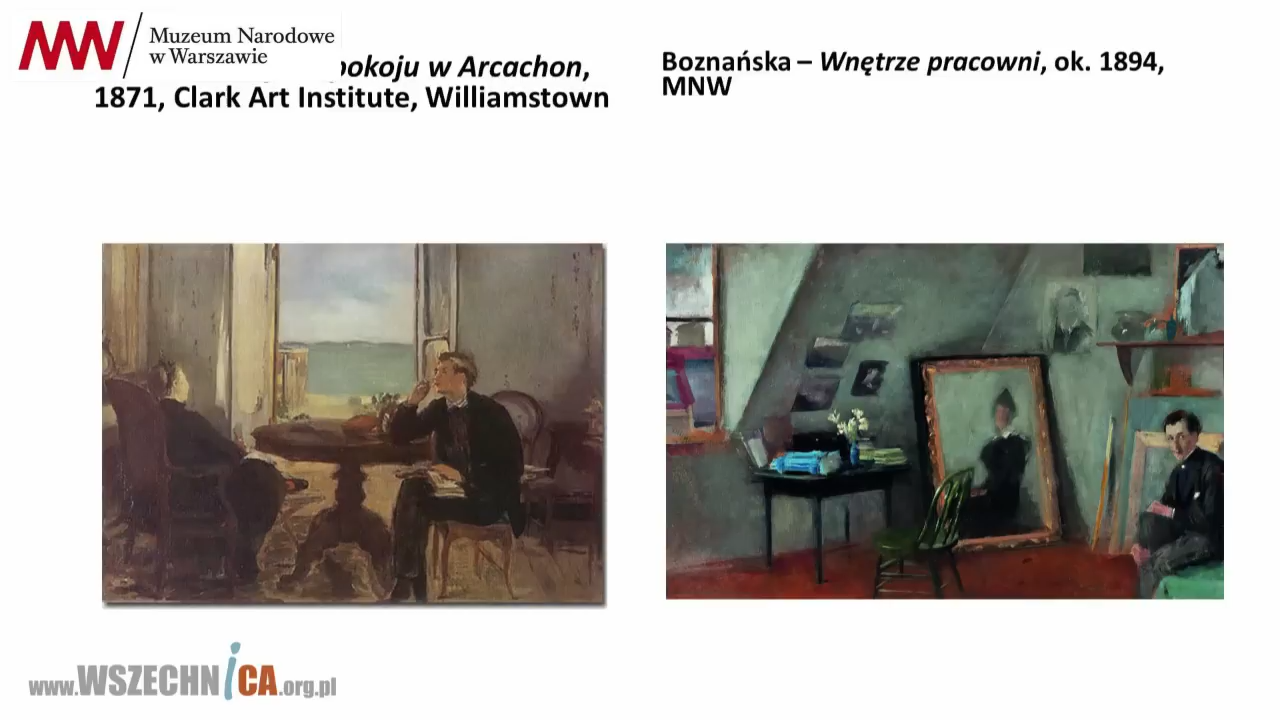 MNW
Muzeum Narodowe
w Warszawie
pokoju w Arcachon,
1871, Clark Art Institute, Williamstown
Boznańska – Wnętrze pracowni, ok. 1894,
MNW
www.WSZECHNICA.org.pl